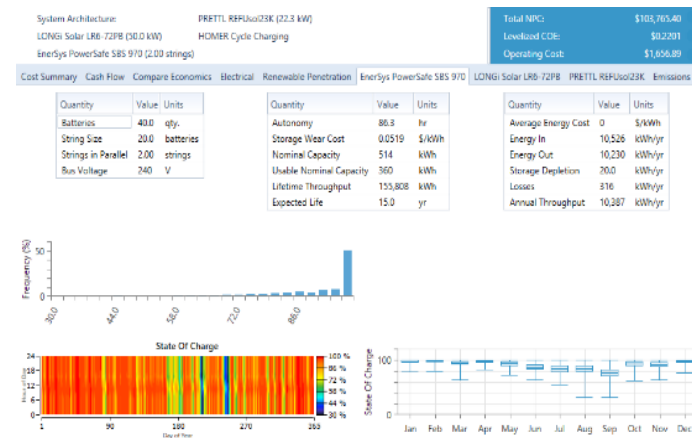 System Architecture: PRETTL REFUsol23K (22.3 kW)
LONGi Solar LR6-72PB (50.0 kW) HOMER Cycle Charging
EnerSys PowerSafe SBS 970 (2.00 strings)
Total NPC: $103,765.40
Levelized COE: $0.2201
Operating Cost: $1,656.89
Cost Summary Cash Flow Compare Economics Electrical Renewable Penetration EnerSys PowerSafe SBS 970 LONGi Solar LR6-72PB PRETTL REFUsol23K Emissions
Quantity Value Units
Batteries 40.0 qty.
String Size 20.0 batteries
Strings in Parallel 2.00 strings
Bus Voltage 240 V
Quantity Value Units
Autonomy 86.3 hr
Storage Wear Cost 0.0519 $/kWh
Nominal Capacity 514 kWh
Usable Nominal Capacity 360 kWh
Lifetime Throughput 155,808 kWh
Expected Life 15.0 yr
Quantity Value Units
Average Energy Cost 0 $/kWh
Energy In 10,526 kWh/yr
Energy Out 10,230 kWh/yr
Storage Depletion 20.0 kWh/yr
Losses 316 kWh/yr
Annual Throughput 10,387 kWh/yr
Frequency (%)
50
0
30.0 44.0 58.0 72.0 86.0
State Of Charge
Hour of Day
24
18
12
6
0
1 90 180 270 365
Day of Year
100 %
86 %
72 %
58 %
44 %
30 %
State Of Charge
100
0
Jan Feb Mar Apr May Jun Jul Aug Sep Oct Nov Dec